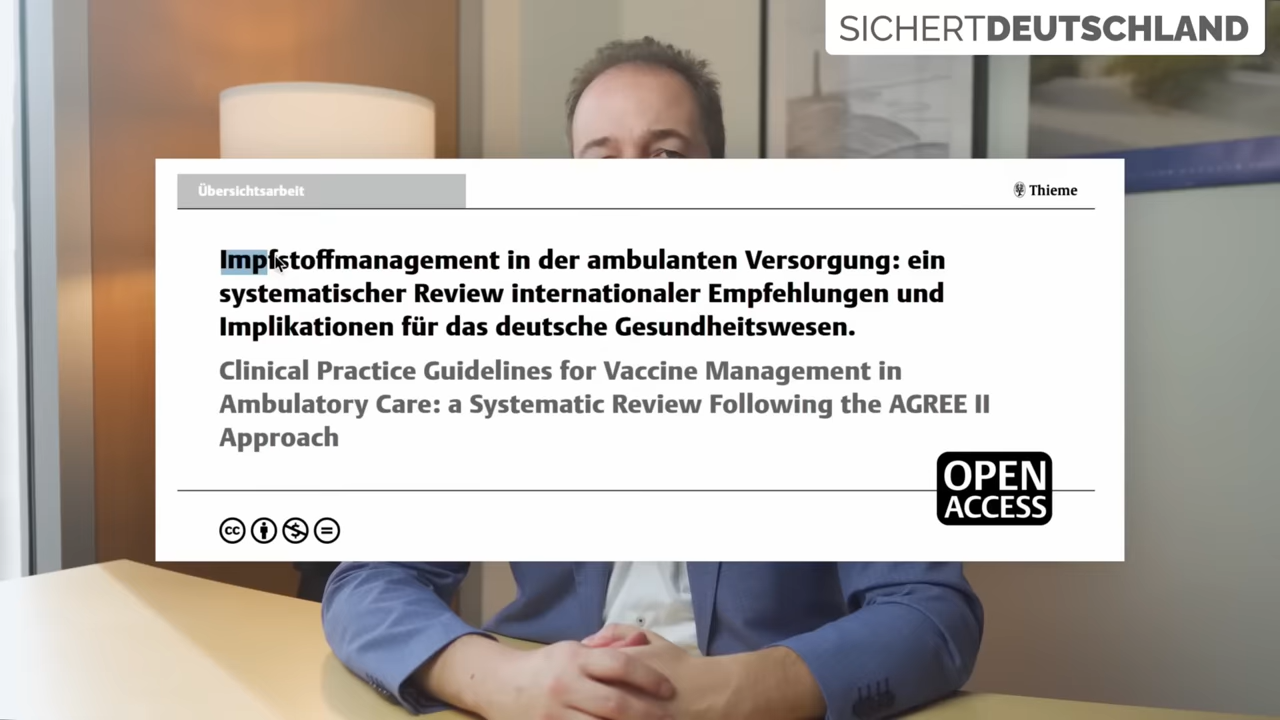 SICHERTDEUTSCHLAND
Übersichtsarbeit
Thieme
Impfstoffmanagement in der ambulanten Versorgung: ein
systematischer Review internationaler Empfehlungen und
Implikationen für das deutsche Gesundheitswesen.
Clinical Practice Guidelines for Vaccine Management in
Ambulatory Care: a Systematic Review Following the AGREE II
Approach
OPEN
ACCESS
cc